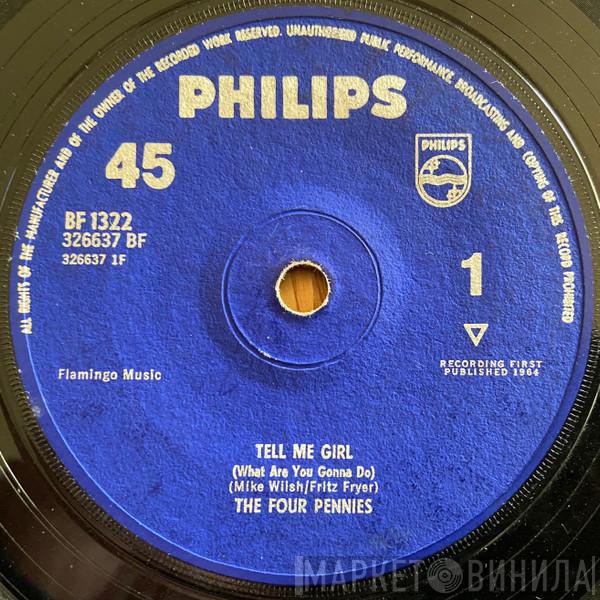 ALL RIGHTS OF THE MANUFACTURER AND OF THE OWNER OF THE RECORDED WORK RESERVED. UNAUTHORISED PUBLIC PERFORMANCE, BROADCASTING AND COPYING OF THIS RECORD PROHIBITED
PHILIPS
45
PHILIPS
BF 1322
326637 BF
326637 1F
1
Flamingo Music
RECORDING FIRST
PUBLISHED 1964
TELL ME GIRL
(What Are You Gonna Do)
(Mike Wilsh/Fritz Fryer)
THE FOUR PENNIES
МАРКЕТ ВИНИЛА